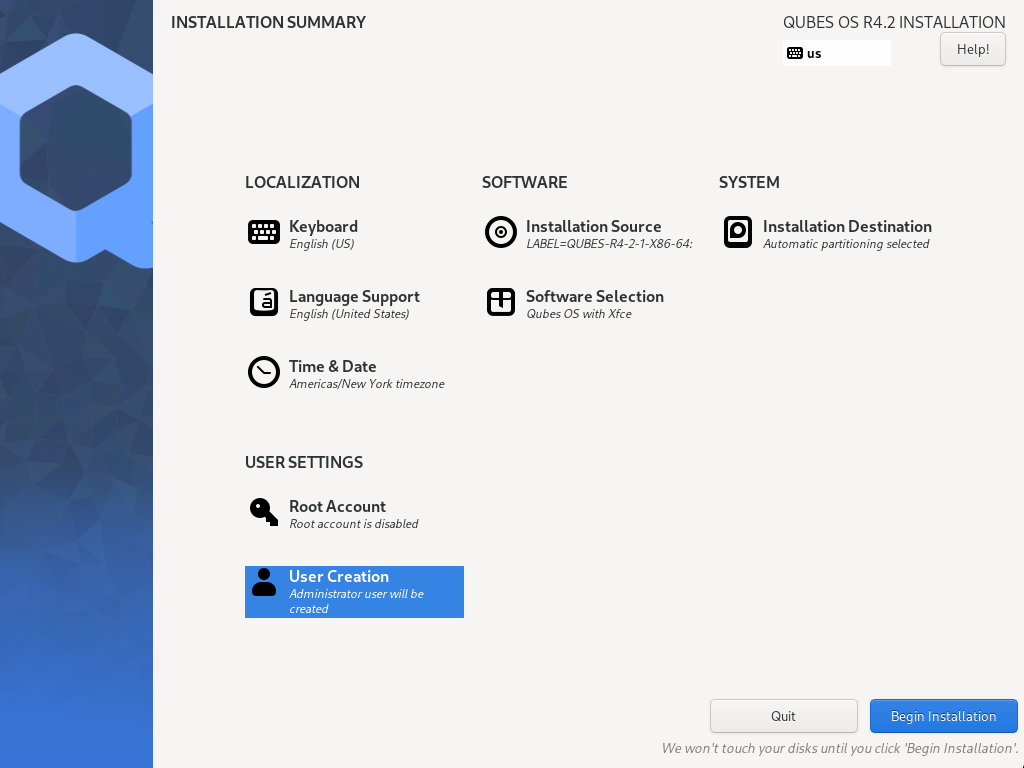 INSTALLATION SUMMARY
QUBES OS R4.2 INSTALLATION
us
Help!
LOCALIZATION
Keyboard
English (US)
Language Support
English (United States)
Time & Date
Americas/New York timezone
SOFTWARE
Installation Source
LABEL=QUBES-R4-2-1-X86-64:
Software Selection
Qubes OS with Xfce
SYSTEM
Installation Destination
Automatic partitioning selected
USER SETTINGS
Root Account
Root account is disabled
User Creation
Administrator user will be
created
Quit
Begin Installation
We won't touch your disks until you click 'Begin Installation'.